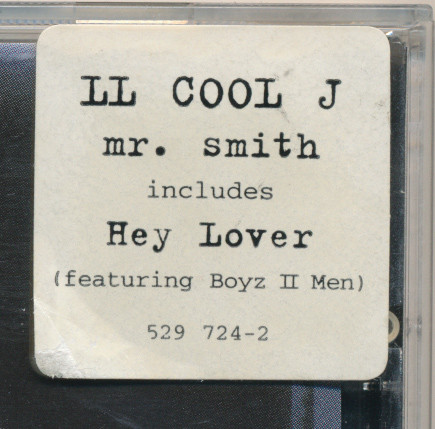 LL COOL J
mr. smith
includes
Hey Lover
(featuring Boyz II Men)
529 724-2